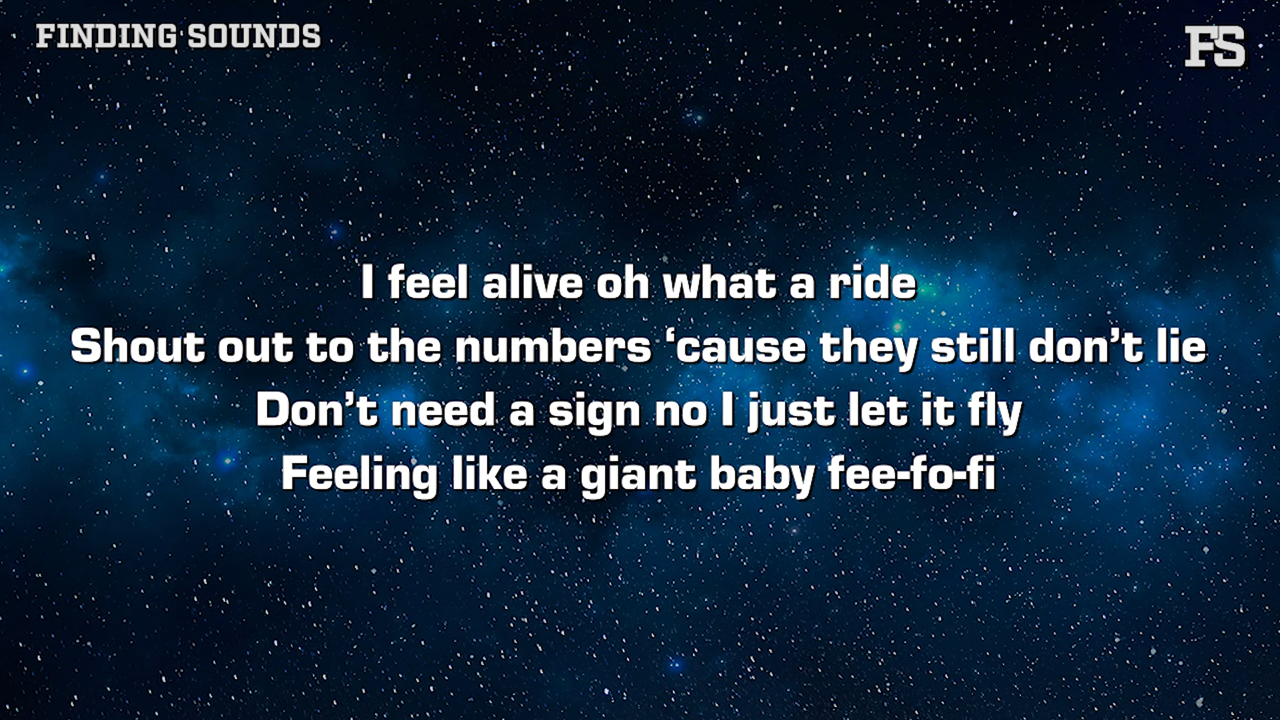 FINDING SOUNDS
FS
I feel alive oh what a ride
Shout out to the numbers ‘cause they still don’t lie
Don’t need a sign no I just let it fly
Feeling like a giant baby fee-fo-fi